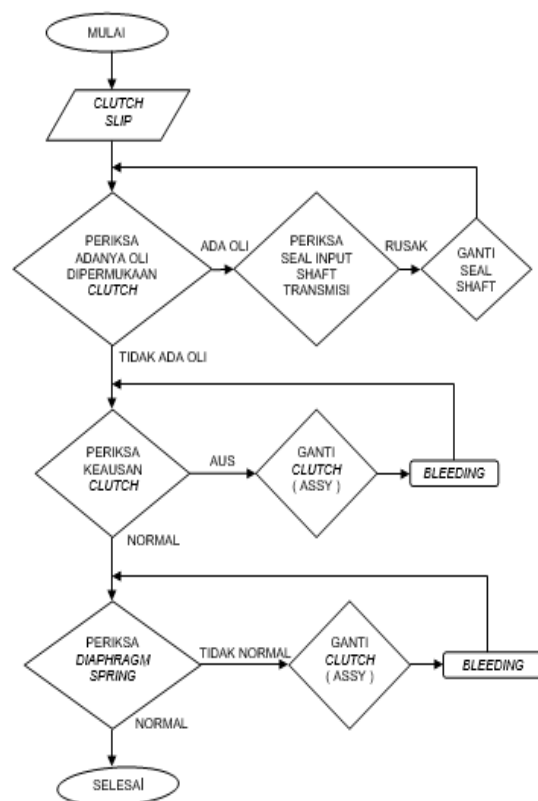 MULAI
CLUTCH
SLIP
PERIKSA
ADANYA OLI
DIPERMUKAAN
CLUTCH
ADA OLI
PERIKSA
SEAL INPUT
SHAFT
TRANSMISI
RUSAK
GANTI
SEAL
SHAFT
TIDAK ADA OLI
PERIKSA
KEAUSAN
CLUTCH
AUS
GANTI
CLUTCH
( ASSY )
BLEEDING
NORMAL
PERIKSA
DIAPHRAGM
SPRING
TIDAK NORMAL
GANTI
CLUTCH
( ASSY )
BLEEDING
NORMAL
SELESAI